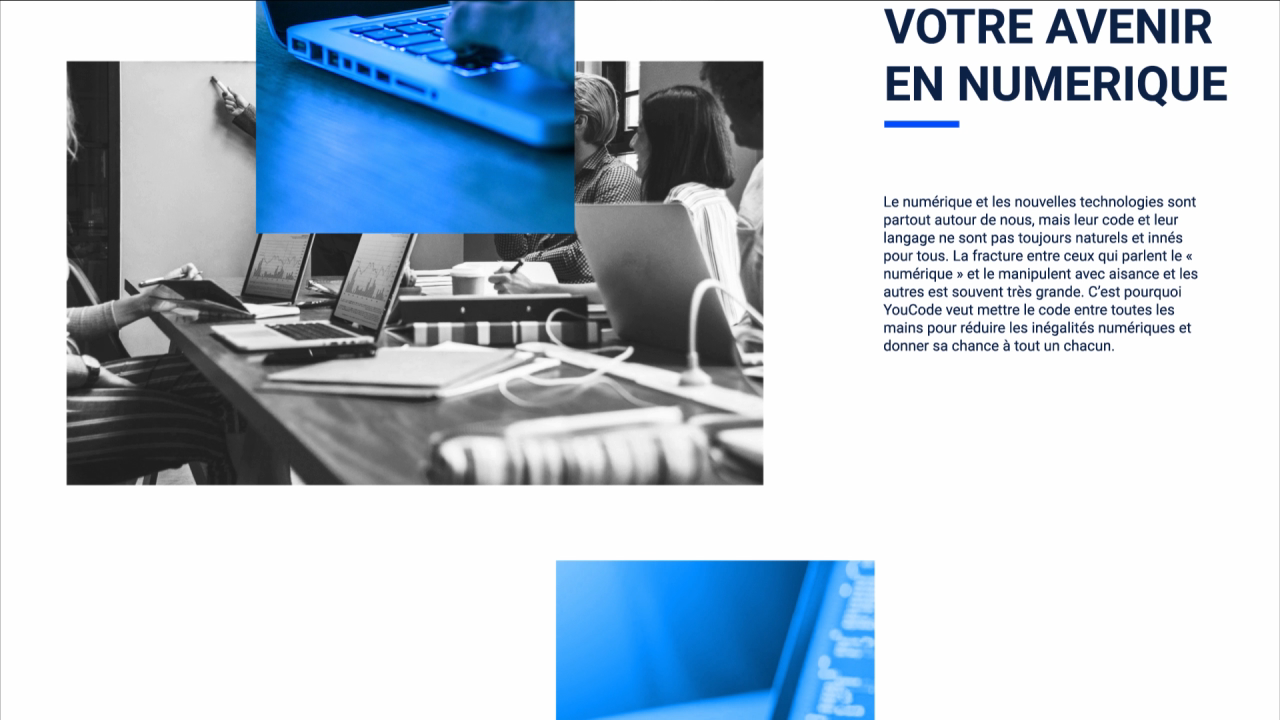 VOTRE AVENIR
EN NUMERIQUE
Le numérique et les nouvelles technologies sont
partout autour de nous, mais leur code et leur
langage ne sont pas toujours naturels et innés
pour tous. La fracture entre ceux qui parlent le «
numérique » et le manipulent avec aisance et les
autres est souvent très grande. C’est pourquoi
YouCode veut mettre le code entre toutes les
mains pour réduire les inégalités numériques et
donner sa chance à tout un chacun.